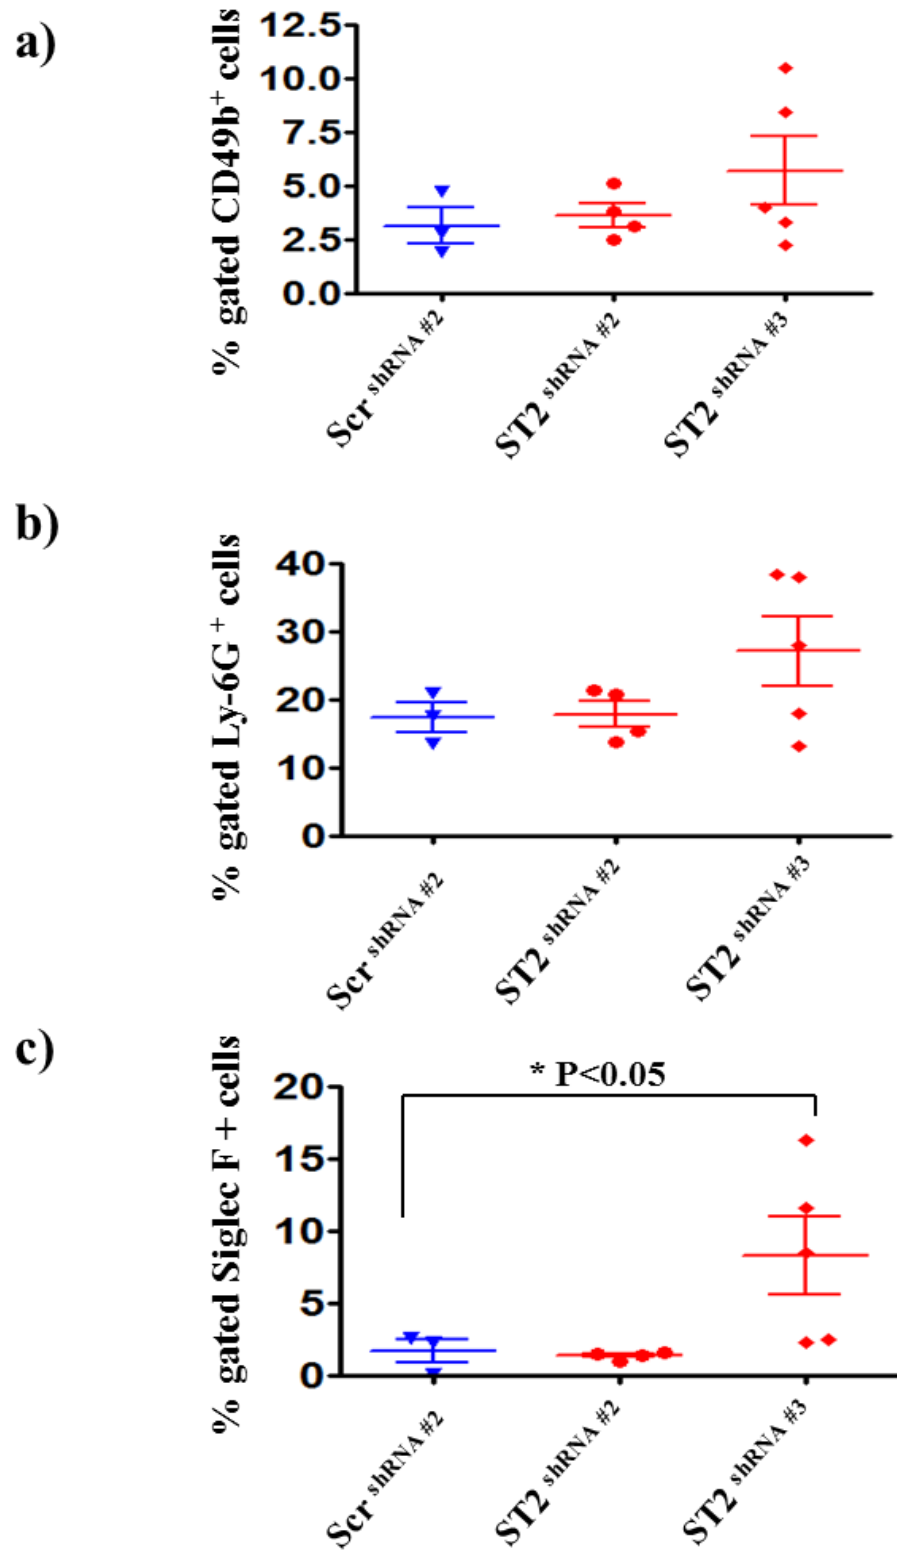 a)
% gated CD49b+ cells
12.5
10.0
7.5
5.0
2.5
0.0
Scr shRNA #2
ST2 shRNA #2
ST2 shRNA #3
b)
% gated Ly-6G + cells
40
30
20
10
0
Scr shRNA #2
ST2 shRNA #2
ST2 shRNA #3
c)
% gated Siglec F + cells
* P<0.05
20
15
10
5
0
Scr shRNA #2
ST2 shRNA #2
ST2 shRNA #3